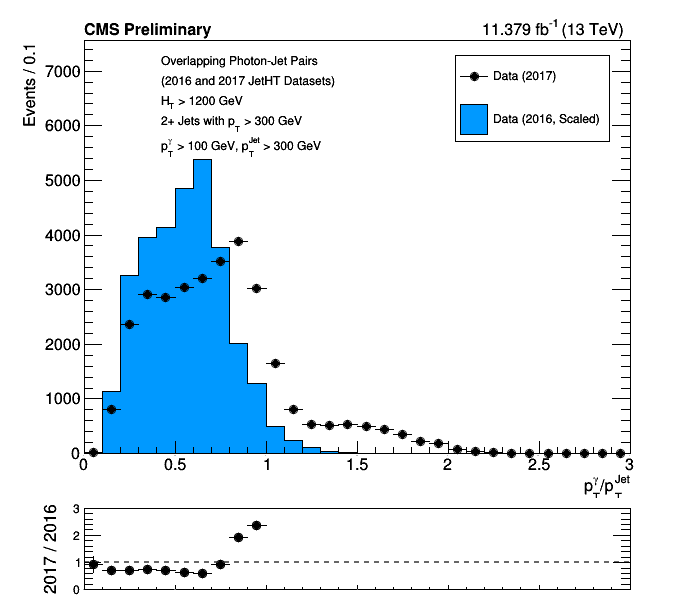 CMS Preliminary
11.379 fb⁻¹ (13 TeV)
Events / 0.1
7000
6000
5000
4000
3000
2000
1000
0
Overlapping Photon-Jet Pairs
(2016 and 2017 JetHT Datasets)
H_T > 1200 GeV
2+ Jets with p_T > 300 GeV
p_T^γ > 100 GeV, p_T^Jet > 300 GeV
Data (2017)
Data (2016, Scaled)
0 0.5 1 1.5 2 2.5 3
p_T^γ/p_T^Jet
2017 / 2016
3
2
1
0